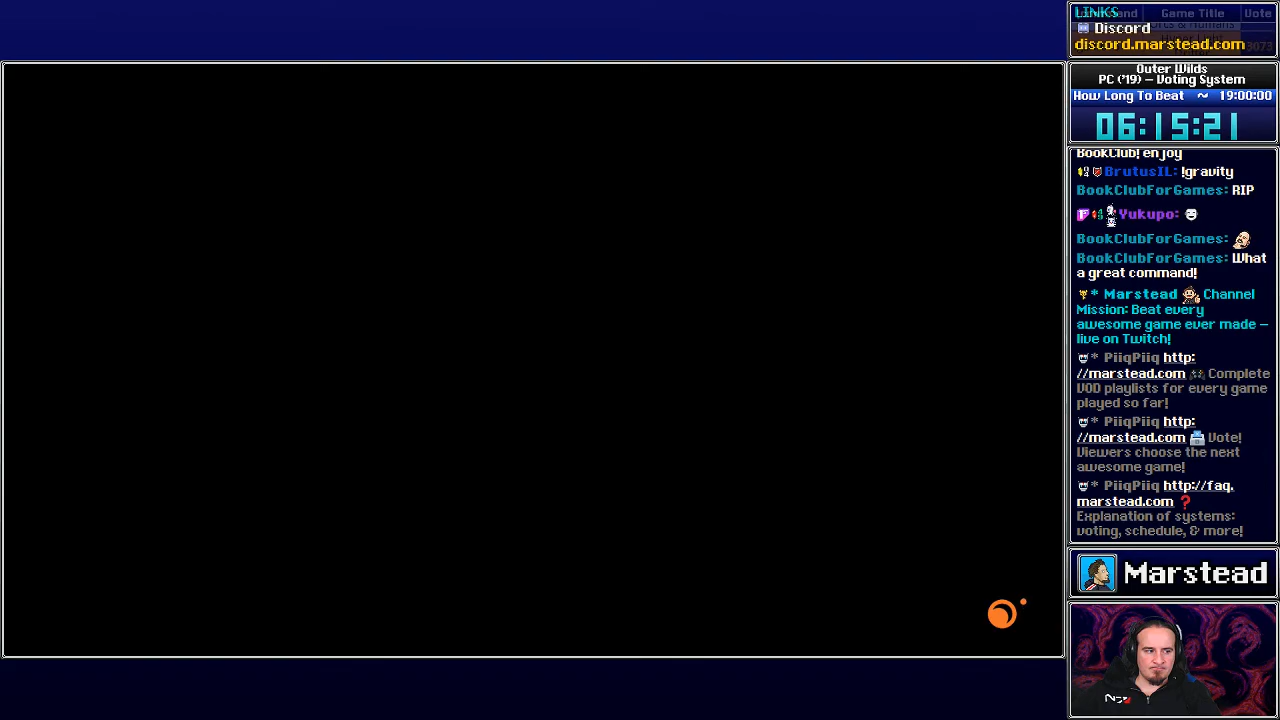 LINKS
Game Title
Vote
Discord
discord.marstead.com
3073
Outer Wilds
PC ('19) – Voting System
How Long To Beat ~ 19:00:00
06:15:21
BookClub! enjoy
BrutusIL: !gravity
BookClubForGames: RIP
Yukupo:
BookClubForGames:
BookClubForGames: What
a great command!
* Marstead Channel
Mission: Beat every
awesome game ever made –
live on Twitch!
* PiiqPiiq http:
//marstead.com Complete
VOD playlists for every game
played so far!
* PiiqPiiq http:
//marstead.com Vote!
Viewers choose the next
awesome game!
* PiiqPiiq http://faq.
marstead.com ❓
Explanation of systems:
voting, schedule, & more!
Marstead
N7